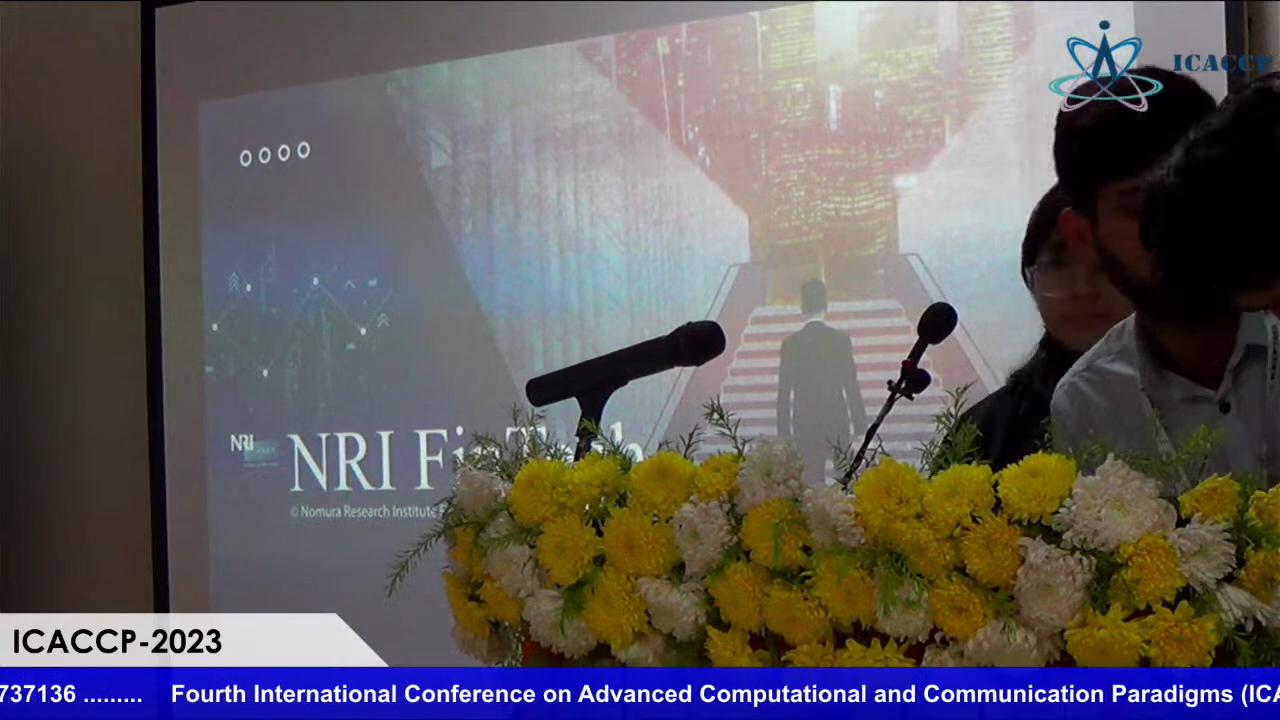 ICACCP
NRI
NRI FinTech
© Nomura Research Institute
ICACCP-2023
737136 ......... Fourth International Conference on Advanced Computational and Communication Paradigms (ICA